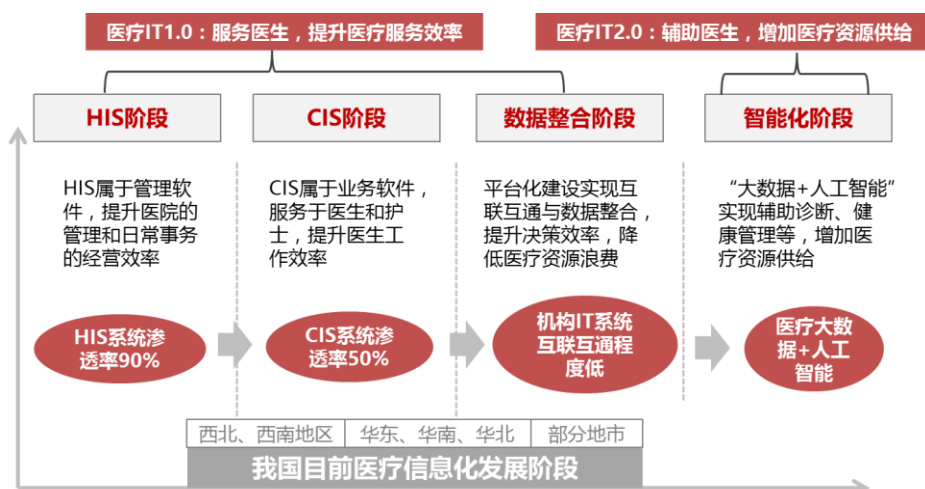 医疗IT1.0：服务医生，提升医疗服务效率
医疗IT2.0：辅助医生，增加医疗资源供给
HIS阶段
CIS阶段
数据整合阶段
智能化阶段
HIS属于管理软
件，提升医院的
管理和日常事务
的经营效率
CIS属于业务软件，
服务于医生和护
士，提升医生工
作效率
平台化建设实现互
联互通与数据整合，
提升决策效率，降
低医疗资源浪费
“大数据+人工智能”
实现辅助诊断、健
康管理等，增加医
疗资源供给
HIS系统渗
透率90%
CIS系统渗
透率50%
机构IT系统
互联互通程
度低
医疗大数
据+人工
智能
西北、西南地区
华东、华南、华北
部分地市
我国目前医疗信息化发展阶段